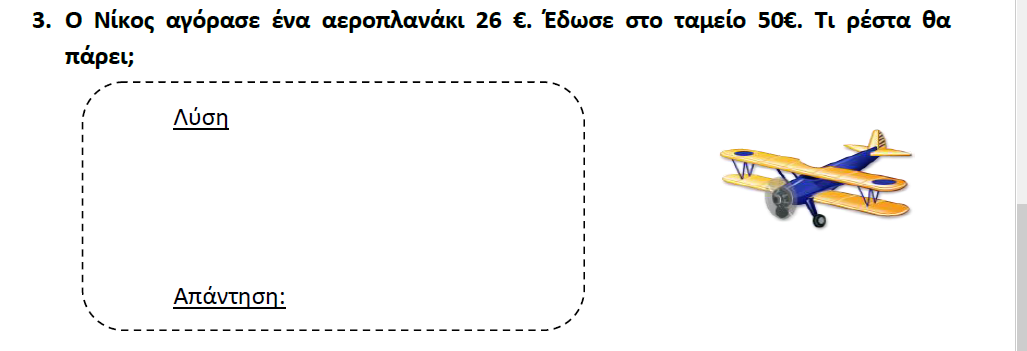 3. Ο Νίκος αγόρασε ένα αεροπλανάκι 26 €. Έδωσε στο ταμείο 50€. Τι ρέστα θα
πάρει;
Λύση
Απάντηση: